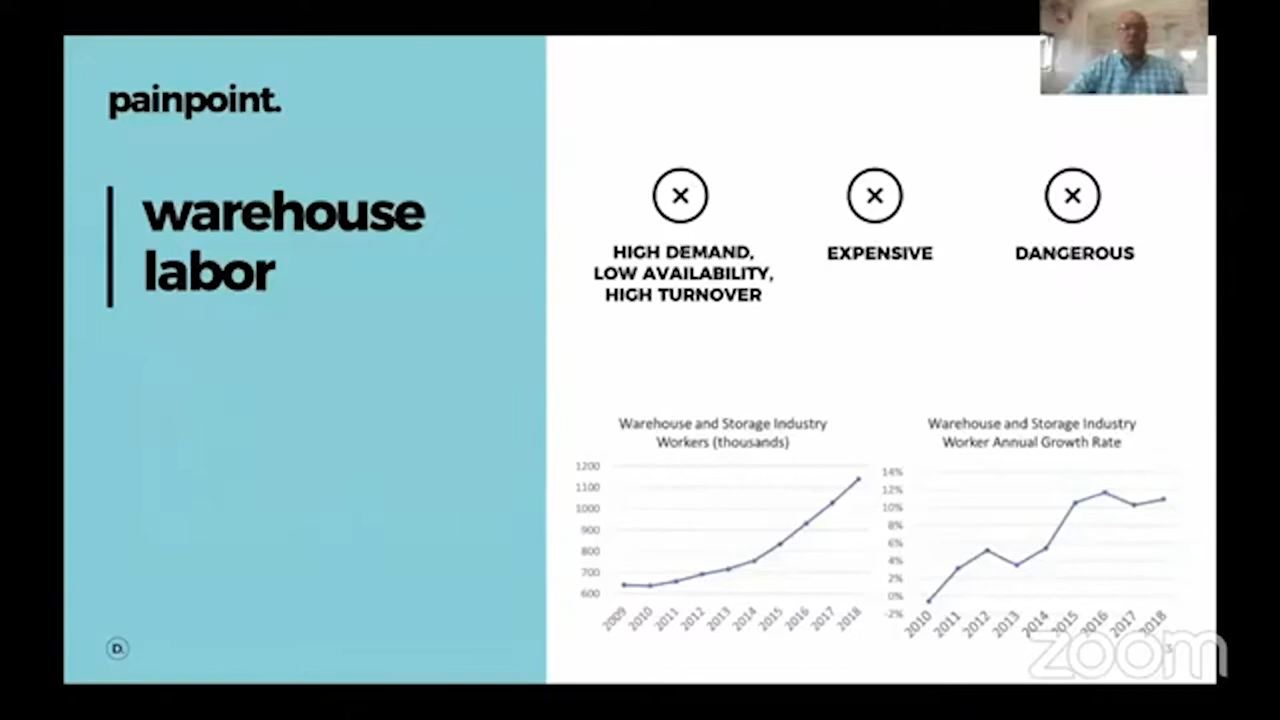 painpoint.
warehouse
labor
HIGH DEMAND,
LOW AVAILABILITY,
HIGH TURNOVER
EXPENSIVE
DANGEROUS
Warehouse and Storage Industry
Workers (thousands)
1200
1100
1000
900
800
700
600
2009
2010
2011
2012
2013
2014
2015
2016
2017
2018
Warehouse and Storage Industry
Worker Annual Growth Rate
14%
12%
10%
8%
6%
4%
2%
0%
-2%
2010
2011
2012
2013
2014
2015
2016
2017
2018
D.
zoom